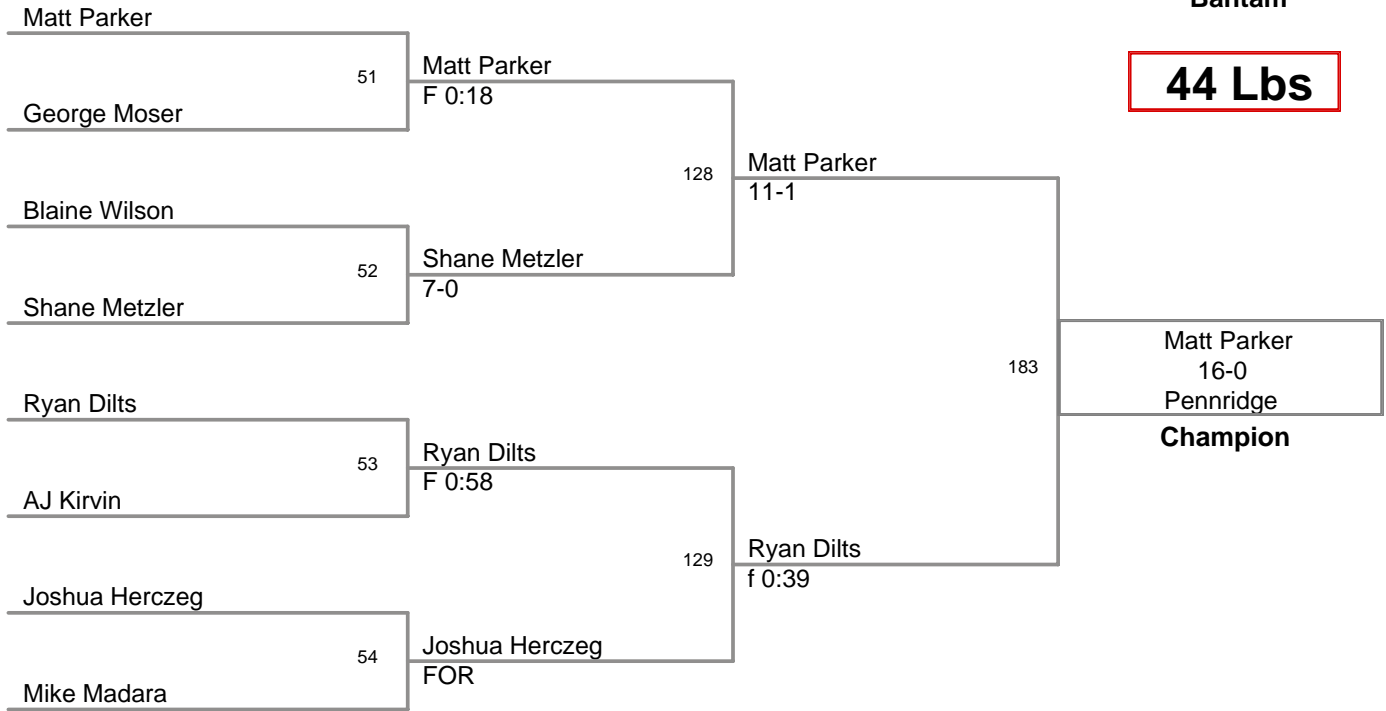 Bantam
44 Lbs
Matt Parker
51
George Moser
Matt Parker
F 0:18
Blaine Wilson
52
Shane Metzler
Shane Metzler
7-0
128
Matt Parker
11-1
Ryan Dilts
53
AJ Kirvin
Ryan Dilts
F 0:58
Joshua Herczeg
54
Mike Madara
Joshua Herczeg
FOR
129
Ryan Dilts
f 0:39
183
Matt Parker
16-0
Pennridge
Champion